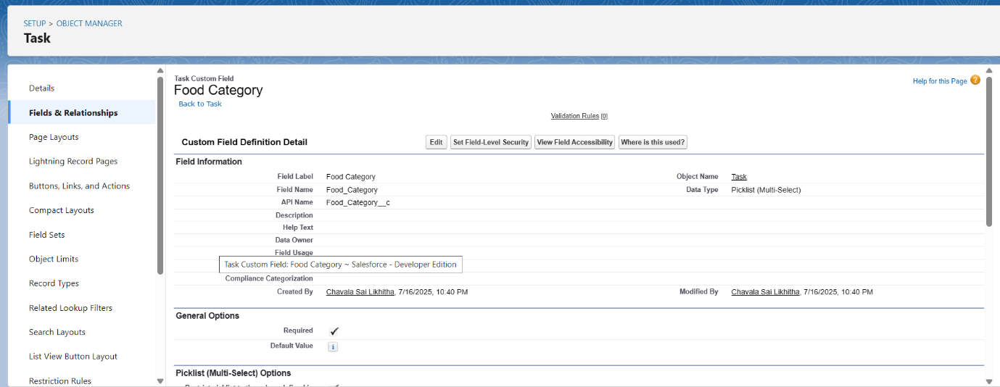 SETUP > OBJECT MANAGER
Task
Details
Fields & Relationships
Page Layouts
Lightning Record Pages
Buttons, Links, and Actions
Compact Layouts
Field Sets
Object Limits
Record Types
Related Lookup Filters
Search Layouts
List View Button Layout
Restriction Rules
Task Custom Field
Food Category
Back to Task
Help for this Page ?
Validation Rules [0]
Custom Field Definition Detail Edit Set Field-Level Security View Field Accessibility Where is this used?
Field Information
Field Label Food Category Object Name Task
Field Name Food_Category Data Type Picklist (Multi-Select)
API Name Food_Category__c
Description
Help Text
Data Owner
Field Usage
Task Custom Field: Food Category ~ Salesforce - Developer Edition
Compliance Categorization
Created By Chavala Sai Likhitha, 7/16/2025, 10:40 PM Modified By Chavala Sai Likhitha, 7/16/2025, 10:40 PM
General Options
Required
Default Value
Picklist (Multi-Select) Options